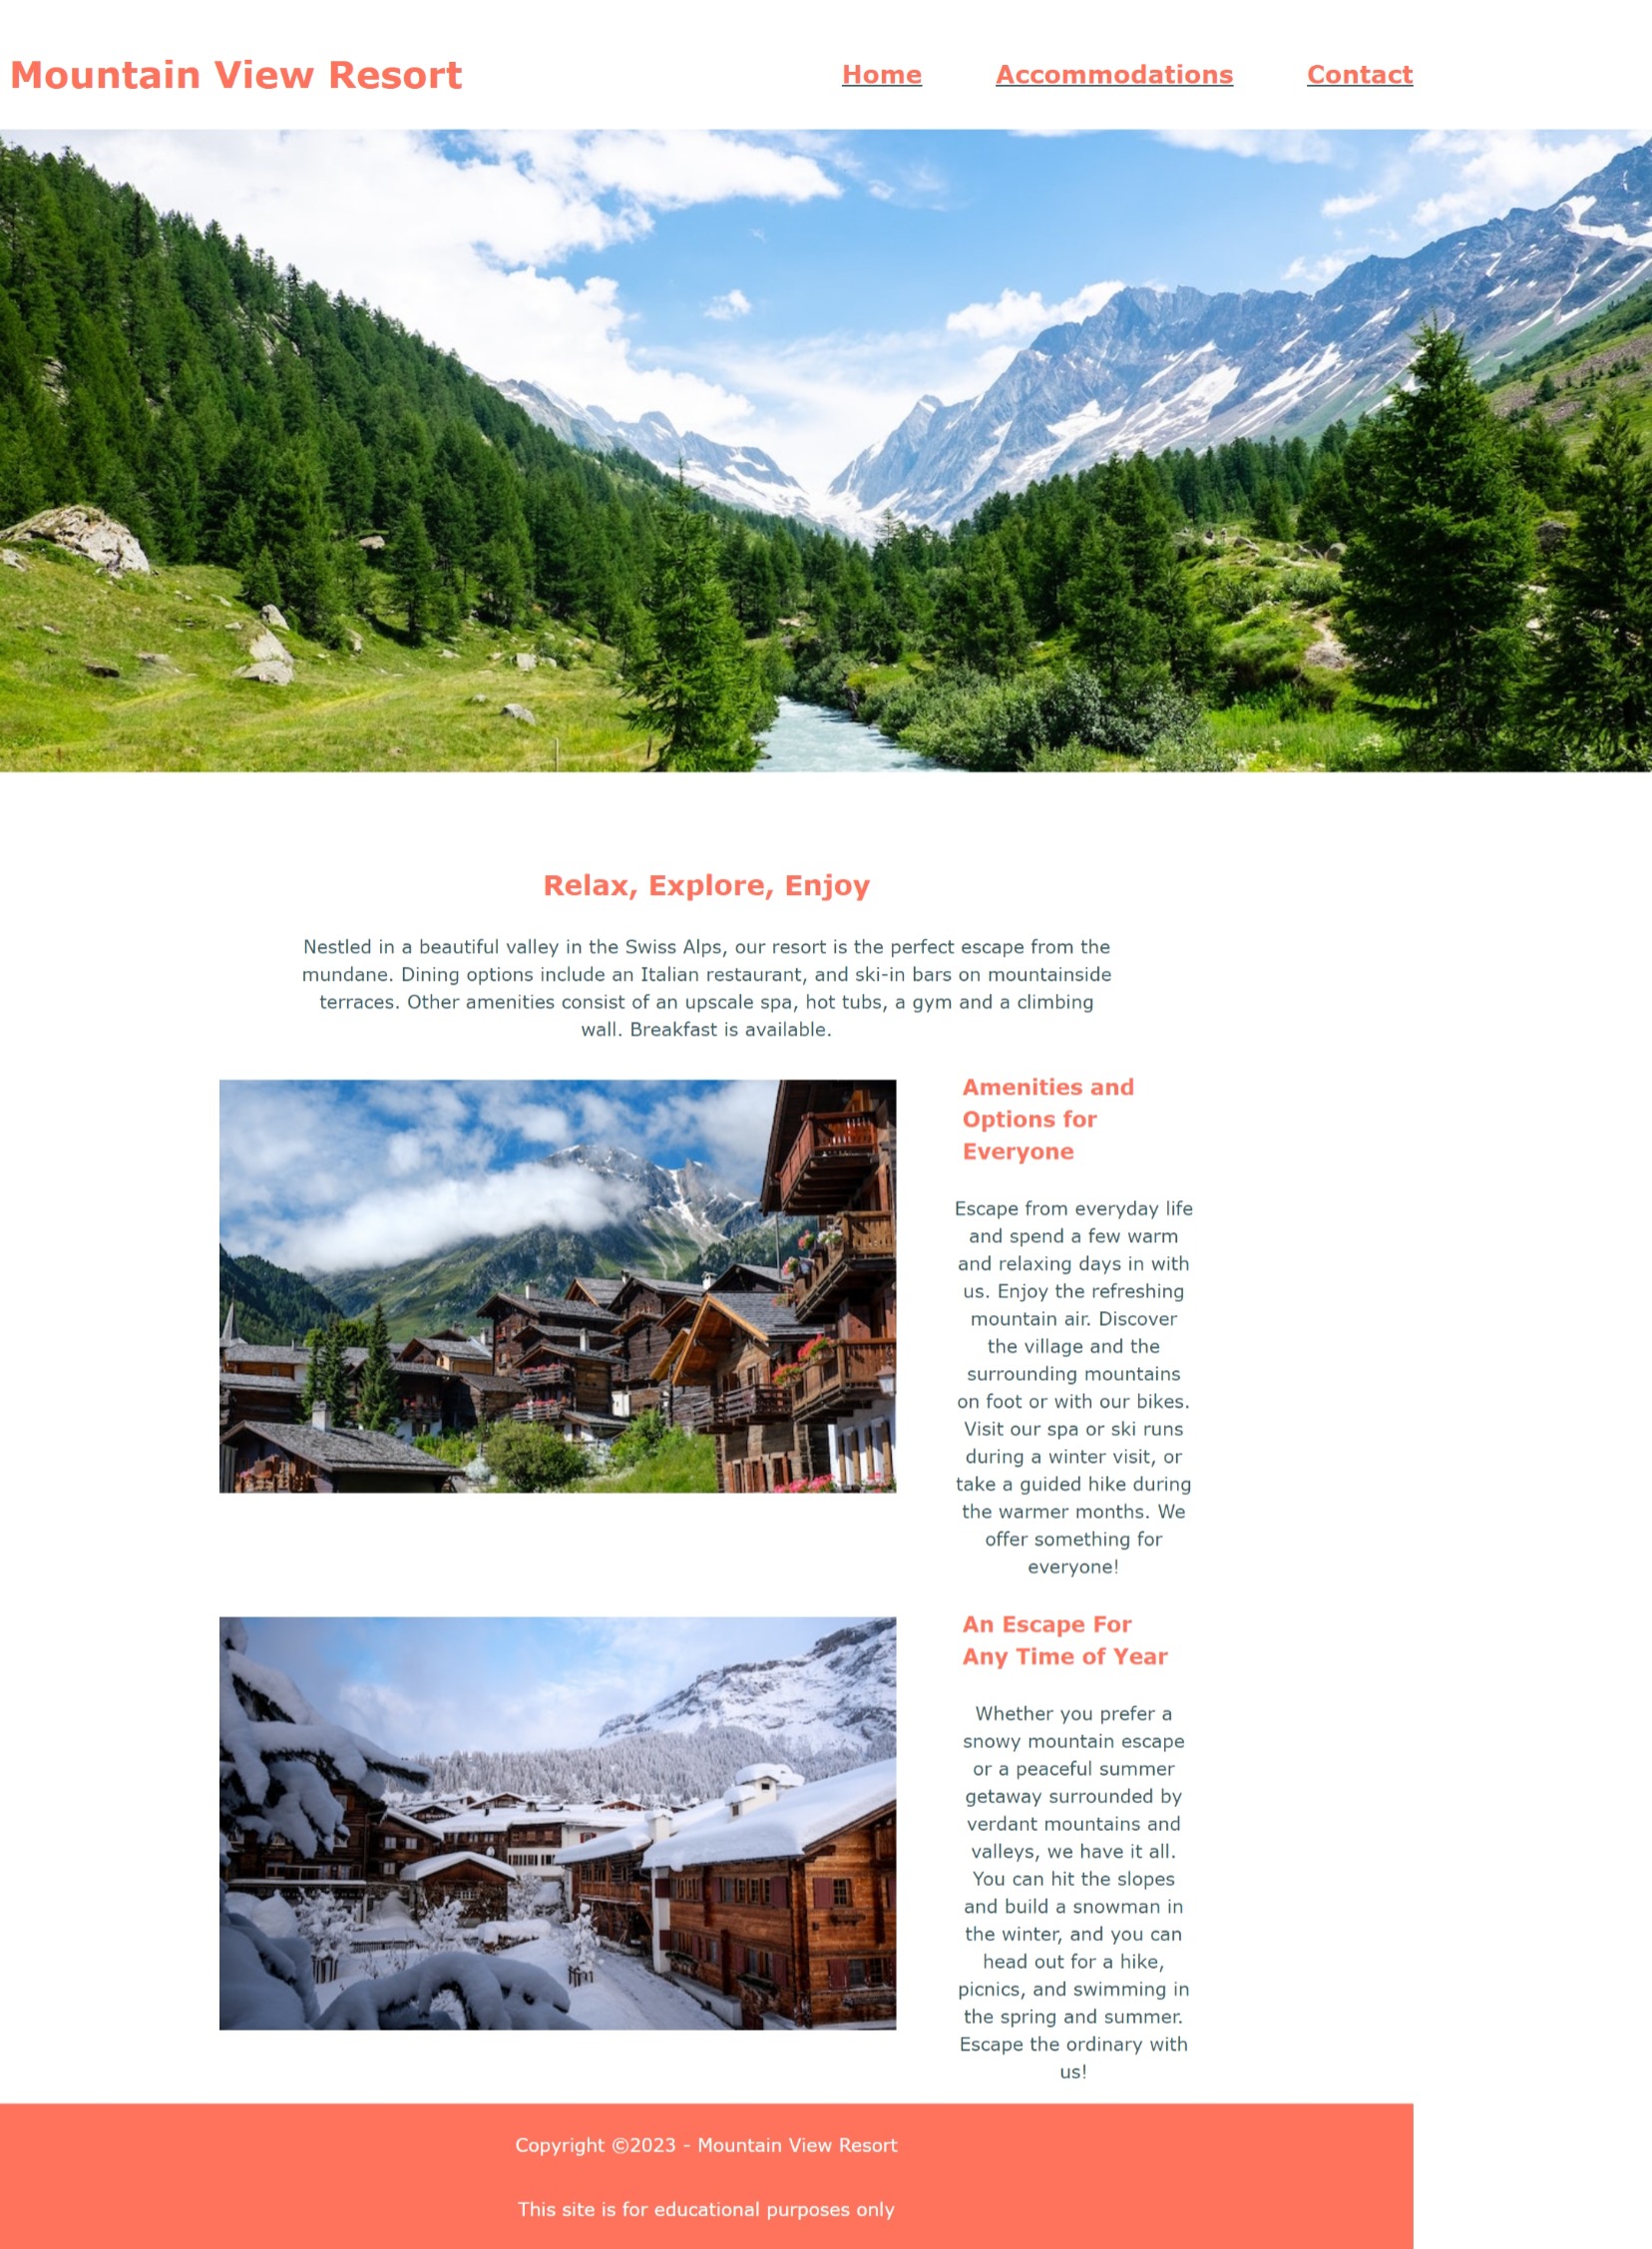 Mountain View Resort
Home Accommodations Contact
Relax, Explore, Enjoy
Nestled in a beautiful valley in the Swiss Alps, our resort is the perfect escape from the
mundane. Dining options include an Italian restaurant, and ski-in bars on mountainside
terraces. Other amenities consist of an upscale spa, hot tubs, a gym and a climbing
wall. Breakfast is available.
Amenities and
Options for
Everyone
Escape from everyday life
and spend a few warm
and relaxing days in with
us. Enjoy the refreshing
mountain air. Discover
the village and the
surrounding mountains
on foot or with our bikes.
Visit our spa or ski runs
during a winter visit, or
take a guided hike during
the warmer months. We
offer something for
everyone!
An Escape For
Any Time of Year
Whether you prefer a
snowy mountain escape
or a peaceful summer
getaway surrounded by
verdant mountains and
valleys, we have it all.
You can hit the slopes
and build a snowman in
the winter, and you can
head out for a hike,
picnics, and swimming in
the spring and summer.
Escape the ordinary with
us!
Copyright ©2023 - Mountain View Resort
This site is for educational purposes only